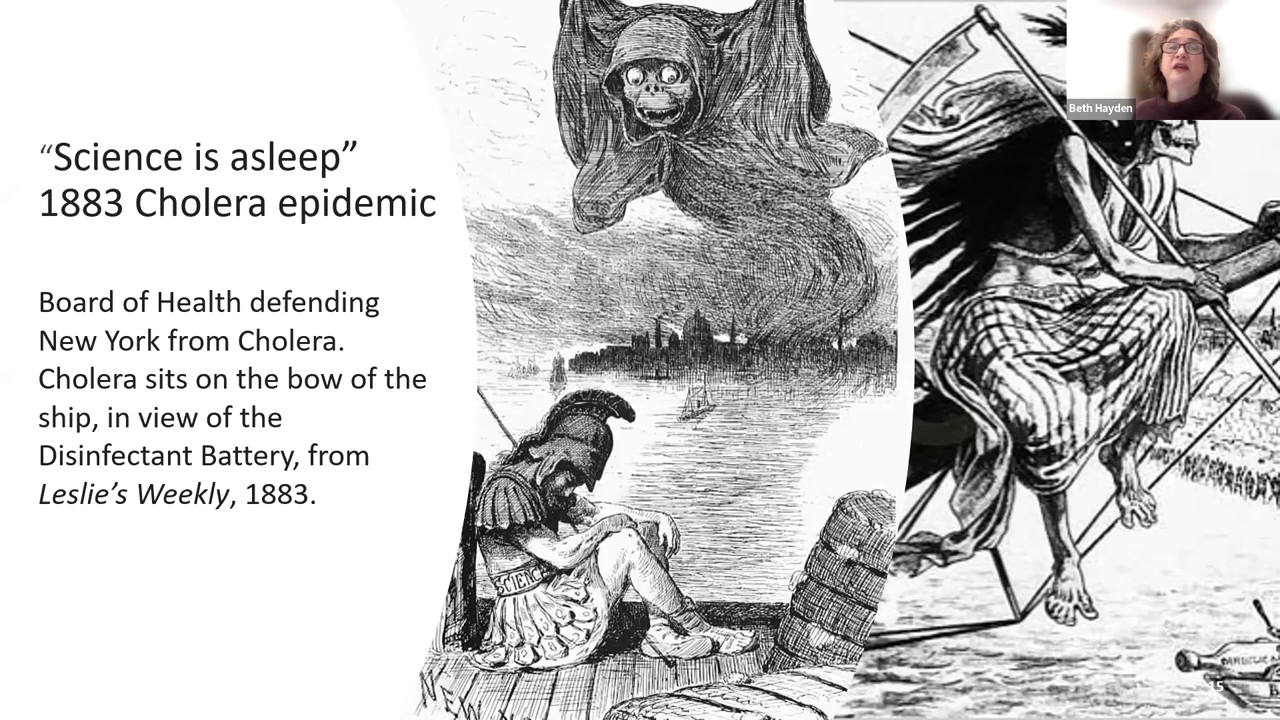 “Science is asleep”
1883 Cholera epidemic
Board of Health defending
New York from Cholera.
Cholera sits on the bow of the
ship, in view of the
Disinfectant Battery, from
Leslie’s Weekly, 1883.
SCIENCE
Beth Hayden
15